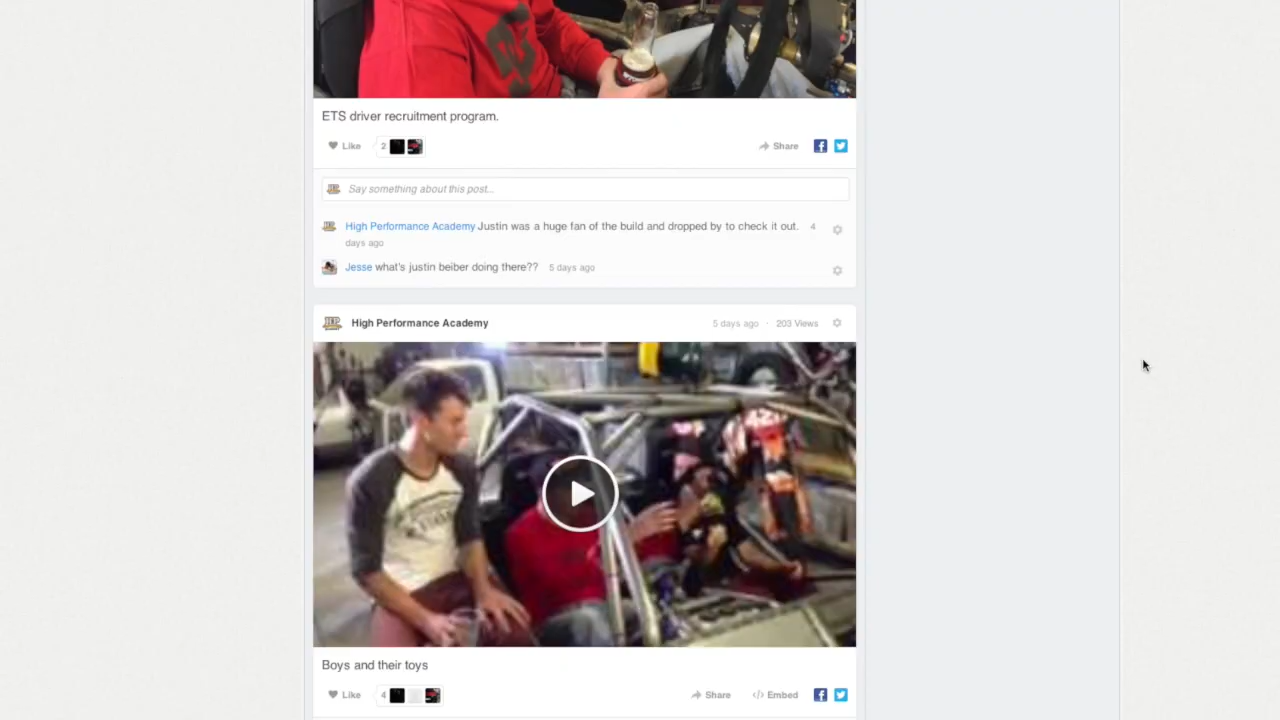 ETS driver recruitment program.
Like 2 Share
Say something about this post...
High Performance Academy Justin was a huge fan of the build and dropped by to check it out. 4
days ago
Jesse what's justin beiber doing there?? 5 days ago
High Performance Academy 5 days ago · 203 Views
Boys and their toys
Like 4 Share </> Embed